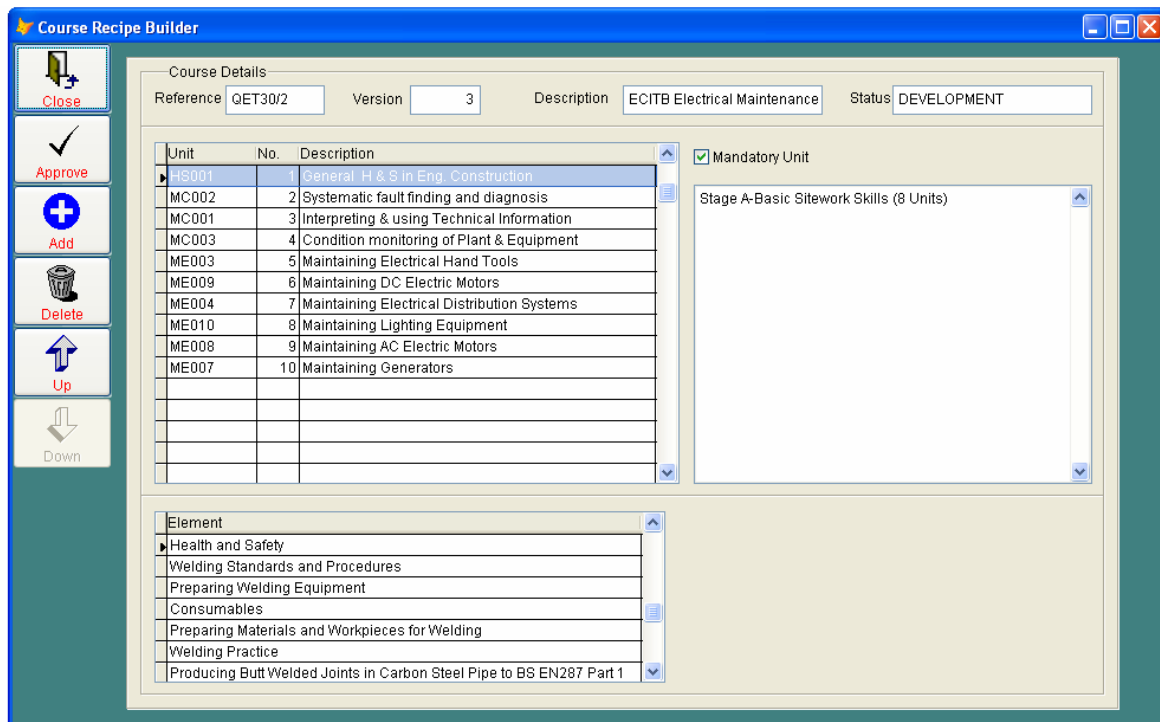 Course Recipe Builder
Close
Approve
Add
Delete
Up
Down
Course Details
Reference QET30/2 Version 3 Description ECITB Electrical Maintenance Status DEVELOPMENT
Unit No. Description
HS001 1 General H & S in Eng. Construction
MC002 2 Systematic fault finding and diagnosis
MC001 3 Interpreting & using Technical Information
MC003 4 Condition monitoring of Plant & Equipment
ME003 5 Maintaining Electrical Hand Tools
ME009 6 Maintaining DC Electric Motors
ME004 7 Maintaining Electrical Distribution Systems
ME010 8 Maintaining Lighting Equipment
ME008 9 Maintaining AC Electric Motors
ME007 10 Maintaining Generators
Mandatory Unit
Stage A-Basic Sitework Skills (8 Units)
Element
Health and Safety
Welding Standards and Procedures
Preparing Welding Equipment
Consumables
Preparing Materials and Workpieces for Welding
Welding Practice
Producing Butt Welded Joints in Carbon Steel Pipe to BS EN287 Part 1